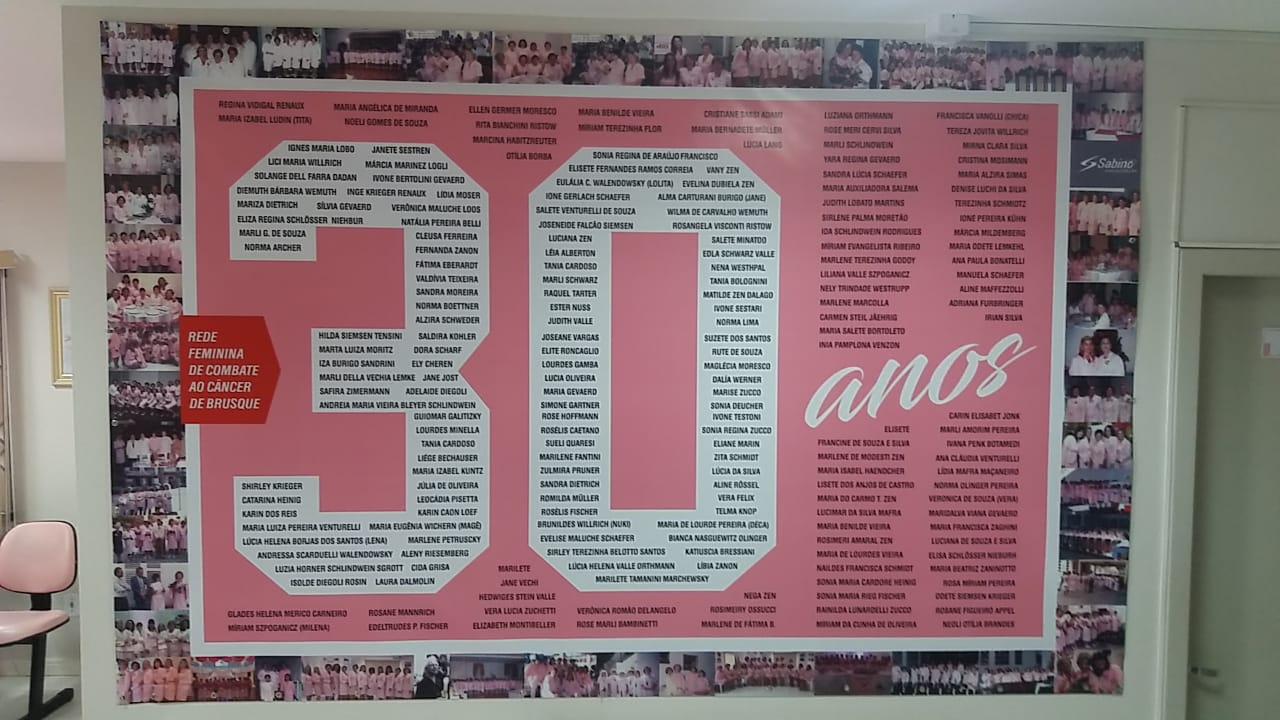 REGINA VIDIGAL RENAUX
MARIA IZABEL LUDIN (TITA)
MARIA ANGÉLICA DE MIRANDA
NOELI GOMES DE SOUZA
ELLEN GERMER MORESCO
RITA BIANCHINI RISTOW
MARCINA HABITZREUTER
OTÍLIA BORBA
MARIA BENILDE VIEIRA
MÍRIAM TEREZINHA FLOR
CRISTIANE SASSI ADAMI
MARIA BERNADETE MÜLLER
LUCIA LANG
IGNES MARIA LOBO JANETE SESTREN
LICI MARIA WILLRICH MÁRCIA MARINEZ LOGLI
SOLANGE DELL FARRA DADAN IVONE BERTOLINI GEVAERD
DIEMUTH BÁRBARA WEMUTH INGE KRIEGER RENAUX LÍDIA MOSER
MARIZA DIETRICH SÍLVIA GEVAERD VERÔNICA MALUCHE LOOS
ELIZA REGINA SCHLÖSSER NIEHBUR NATÁLIA PEREIRA BELLI
MARLI G. DE SOUZA
NORMA ARCHER
CLEUSA FERREIRA
FERNANDA ZANON
FÁTIMA EBERARDT
VALDÍVIA TEIXEIRA
SANDRA MOREIRA
NORMA BOETTNER
ALZIRA SCHWEDER
HILDA SIEMSEN TENSINI SALDIRA KOHLER
MARTA LUIZA MORITZ DORA SCHARF
IZA BURIGO SANDRINI ELY CHEREN
MARLI DELLA VECHIA LEMKE JANE JOST
SAFIRA ZIMERMANN ADELAIDE DIEGOLI
ANDREIA MARIA VIEIRA BLEYER SCHLINDWEIN
GUIOMAR GALITIZKY
LOURDES MINELLA
TANIA CARDOSO
LIÉGE BECHAUSER
MARIA IZABEL KUNTZ
JÚLIA DE OLIVEIRA
LEOCÁDIA PISETTA
KARIN CAON LOEF
SHIRLEY KRIEGER
CATARINA HEINIG
KARIN DOS REIS
MARIA LUIZA PEREIRA VENTURELLI MARIA EUGÊNIA WICHERN (MAGÊ)
LÚCIA HELENA BORJAS DOS SANTOS (LENA) MARLENE PETRUSCKY
ANDRESSA SCARDUELLI WALENDOWSKY ALENY RIESEMBERG
LUZIA HORNER SCHLINDWEIN SGROTT CIDA GRISA
ISOLDE DIEGOLI ROSIN LAURA DALMOLIN
REDE
FEMININA
DE COMBATE
AO CÂNCER
DE BRUSQUE
SONIA REGINA DE ARAÚJO FRANCISCO
ELISETE FERNANDES RAMOS CORREIA VANY ZEN
EULÁLIA C. WALENDOWSKY (LOLITA) EVELINA DUBIELA ZEN
IONE GERLACH SCHAEFER ALMA CARTURANI BURIGO (JANE)
SALETE VENTURELLI DE SOUZA WILMA DE CARVALHO WEMUTH
JOSENEIDE FALCÃO SIEMSEN ROSANGELA VISCONTI RISTOW
LUCIANA ZEN
LÉIA ALBERTON
TANIA CARDOSO
MARLI SCHWARZ
RAQUEL TARTER
ESTER NUSS
JUDITH VALLE
JOSEANE VARGAS
ELITE RONCAGLIO
LOURDES GAMBA
LUCIA OLIVEIRA
MARIA GEVAERD
SIMONE GARTNER
ROSE HOFFMANN
ROSÉLIS CAETANO
SUELI QUARESI
MARILENE FANTINI
ZULMIRA PRUNER
SANDRA DIETRICH
ROMILDA MÜLLER
ROSÉLIS FISCHER
SALETE MINATDO
EDLA SCHWARZ VALLE
NENA WESTPHAL
TANIA BOLOGNINI
MATILDE ZEN DALAGO
IVONE SESTARI
NORMA LIMA
SUZETE DOS SANTOS
RUTE DE SOUZA
MAGLÉCIA MORESCO
DALÍA WERNER
MARISE ZUCCO
SONIA DEUCHER
IVONE TESTONI
SONIA REGINA ZUCCO
ELIANE MARIN
ZITA SCHMIDT
LÚCIA DA SILVA
ALINE RÖSSEL
VERA FELIX
TELMA KNOP
BRUNILDES WILLRICH (NUKI) MARIA DE LOURDE PEREIRA (DÉCA)
EVELISE MALUCHE SCHAEFER BIANCA NASGUEWITZ OLINGER
SIRLEY TEREZINHA BELOTTO SANTOS KATIUSCIA BRESSIANI
LÚCIA HELENA VALLE ORTHMANN LÍBIA ZANON
MARILETE TAMANINI MARCHEWSKY
LUZIANA ORTHMANN
ROSE MERI CERVI SILVA
MARLI SCHLINDWEIN
YARA REGINA GEVAERD
SANDRA LÚCIA SCHAEFER
MARIA AUXILIADORA SALEMA
JUDITH LOBATO MARTINS
SIRLENE PALMA MORETÃO
IDA SCHLINDWEIN RODRIGUES
MÍRIAM EVANGELISTA RIBEIRO
MARLENE TEREZINHA GODOY
LILIANA VALLE SZPOGANICZ
NELY TRINDADE WESTRUPP
MARLENE MARCOLLA
CARMEN STEIL JÄEHRIG
MARIA SALETE BORTOLETO
INIA PAMPLONA VENZON
FRANCISCA VANOLLI (CHICA)
TEREZA JOVITA WILLRICH
MIRNA CLARA SILVA
CRISTINA MOSIMANN
MARIA ALZIRA SIMAS
DENISE LUCHI DA SILVA
TEREZINHA SCHMIDTZ
IONE PEREIRA KÜHN
MÁRCIA MILDEMBERG
MARIA ODETE LEMKEHL
ANA PAULA BONATELLI
MANUELA SCHAEFER
ALINE MAFFEZZOLLI
ADRIANA FURBRINGER
IRIAN SILVA
anos
ELISETE
FRANCINE DE SOUZA E SILVA
MARLENE DE MODESTI ZEN
MARIA ISABEL HAENDCHER
LISETE DOS ANJOS DE CASTRO
MARIA DO CARMO T. ZEN
LUCIMAR DA SILVA MAFRA
MARIA BENILDE VIEIRA
ROSIMERI AMARAL ZEN
MARIA DE LOURDES VIEIRA
NAILDES FRANCISCA SCHMIDT
SONIA MARIA CARDORE HEINIG
SONIA MARIA RIEG FISCHER
RAINILDA LUNARDELLI ZUCCO
MÍRIAM DA CUNHA DE OLIVEIRA
CARIN ELISABET JONK
MARLI AMORIM PEREIRA
IVANA PENK BOTAMEDI
ANA CLÁUDIA VENTURELLI
LÍDIA MAFRA MAÇANEIRO
NORMA OLINGER PEREIRA
VERONICA DE SOUZA (VERA)
MARIDALVA VIANA GEVAERD
MARIA FRANCISCA ZAGHINI
LUCIANA DE SOUZA E SILVA
ELISA SCHLÖSSER NIEBURH
MARIA BEATRIZ ZANINOTTO
ROSA MÍRIAM PEREIRA
ODETE SIEMSEN KRIEGER
ROSANE FIGUEIRO APPEL
NEOLI OTÍLIA BRANDES
GLADES HELENA MERICO CARNEIRO
MÍRIAM SZPOGANICZ (MILENA)
ROSANE MANNRICH
EDELTRUDES P. FISCHER
MARILETE
JANE VECHI
HEDWIGES STEIN VALLE
VERA LUCIA ZUCHETTI
ELIZABETH MONTIBELLER
VERÔNICA ROMÃO DELANGELO
ROSE MARLI BAMBINETTI
NEGA ZEN
ROSIMEIRY OSSUCCI
MARLENE DE FÁTIMA B.
Sabino